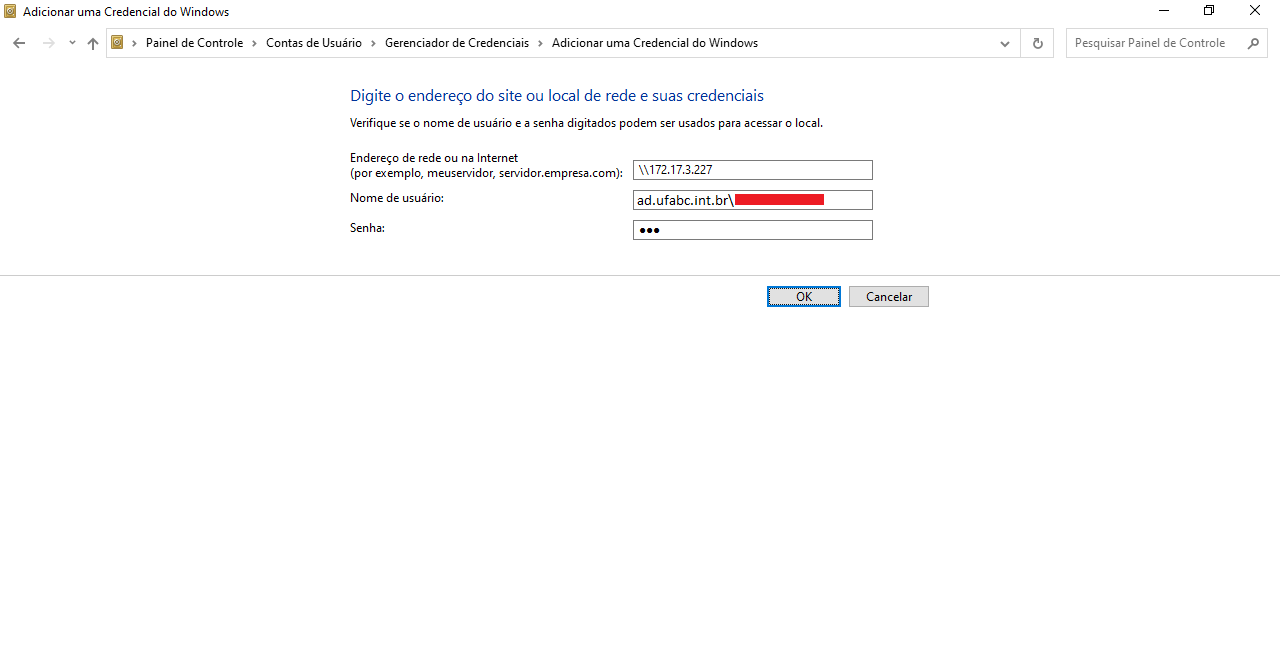 Adicionar uma Credencial do Windows
Painel de Controle > Contas de Usuário > Gerenciador de Credenciais > Adicionar uma Credencial do Windows
Pesquisar Painel de Controle
Digite o endereço do site ou local de rede e suas credenciais
Verifique se o nome de usuário e a senha digitados podem ser usados para acessar o local.
Endereço de rede ou na Internet
(por exemplo, meuservidor, servidor.empresa.com):
\\172.17.3.227
Nome de usuário:
ad.ufabc.int.br\
Senha:
●●●
OK
Cancelar